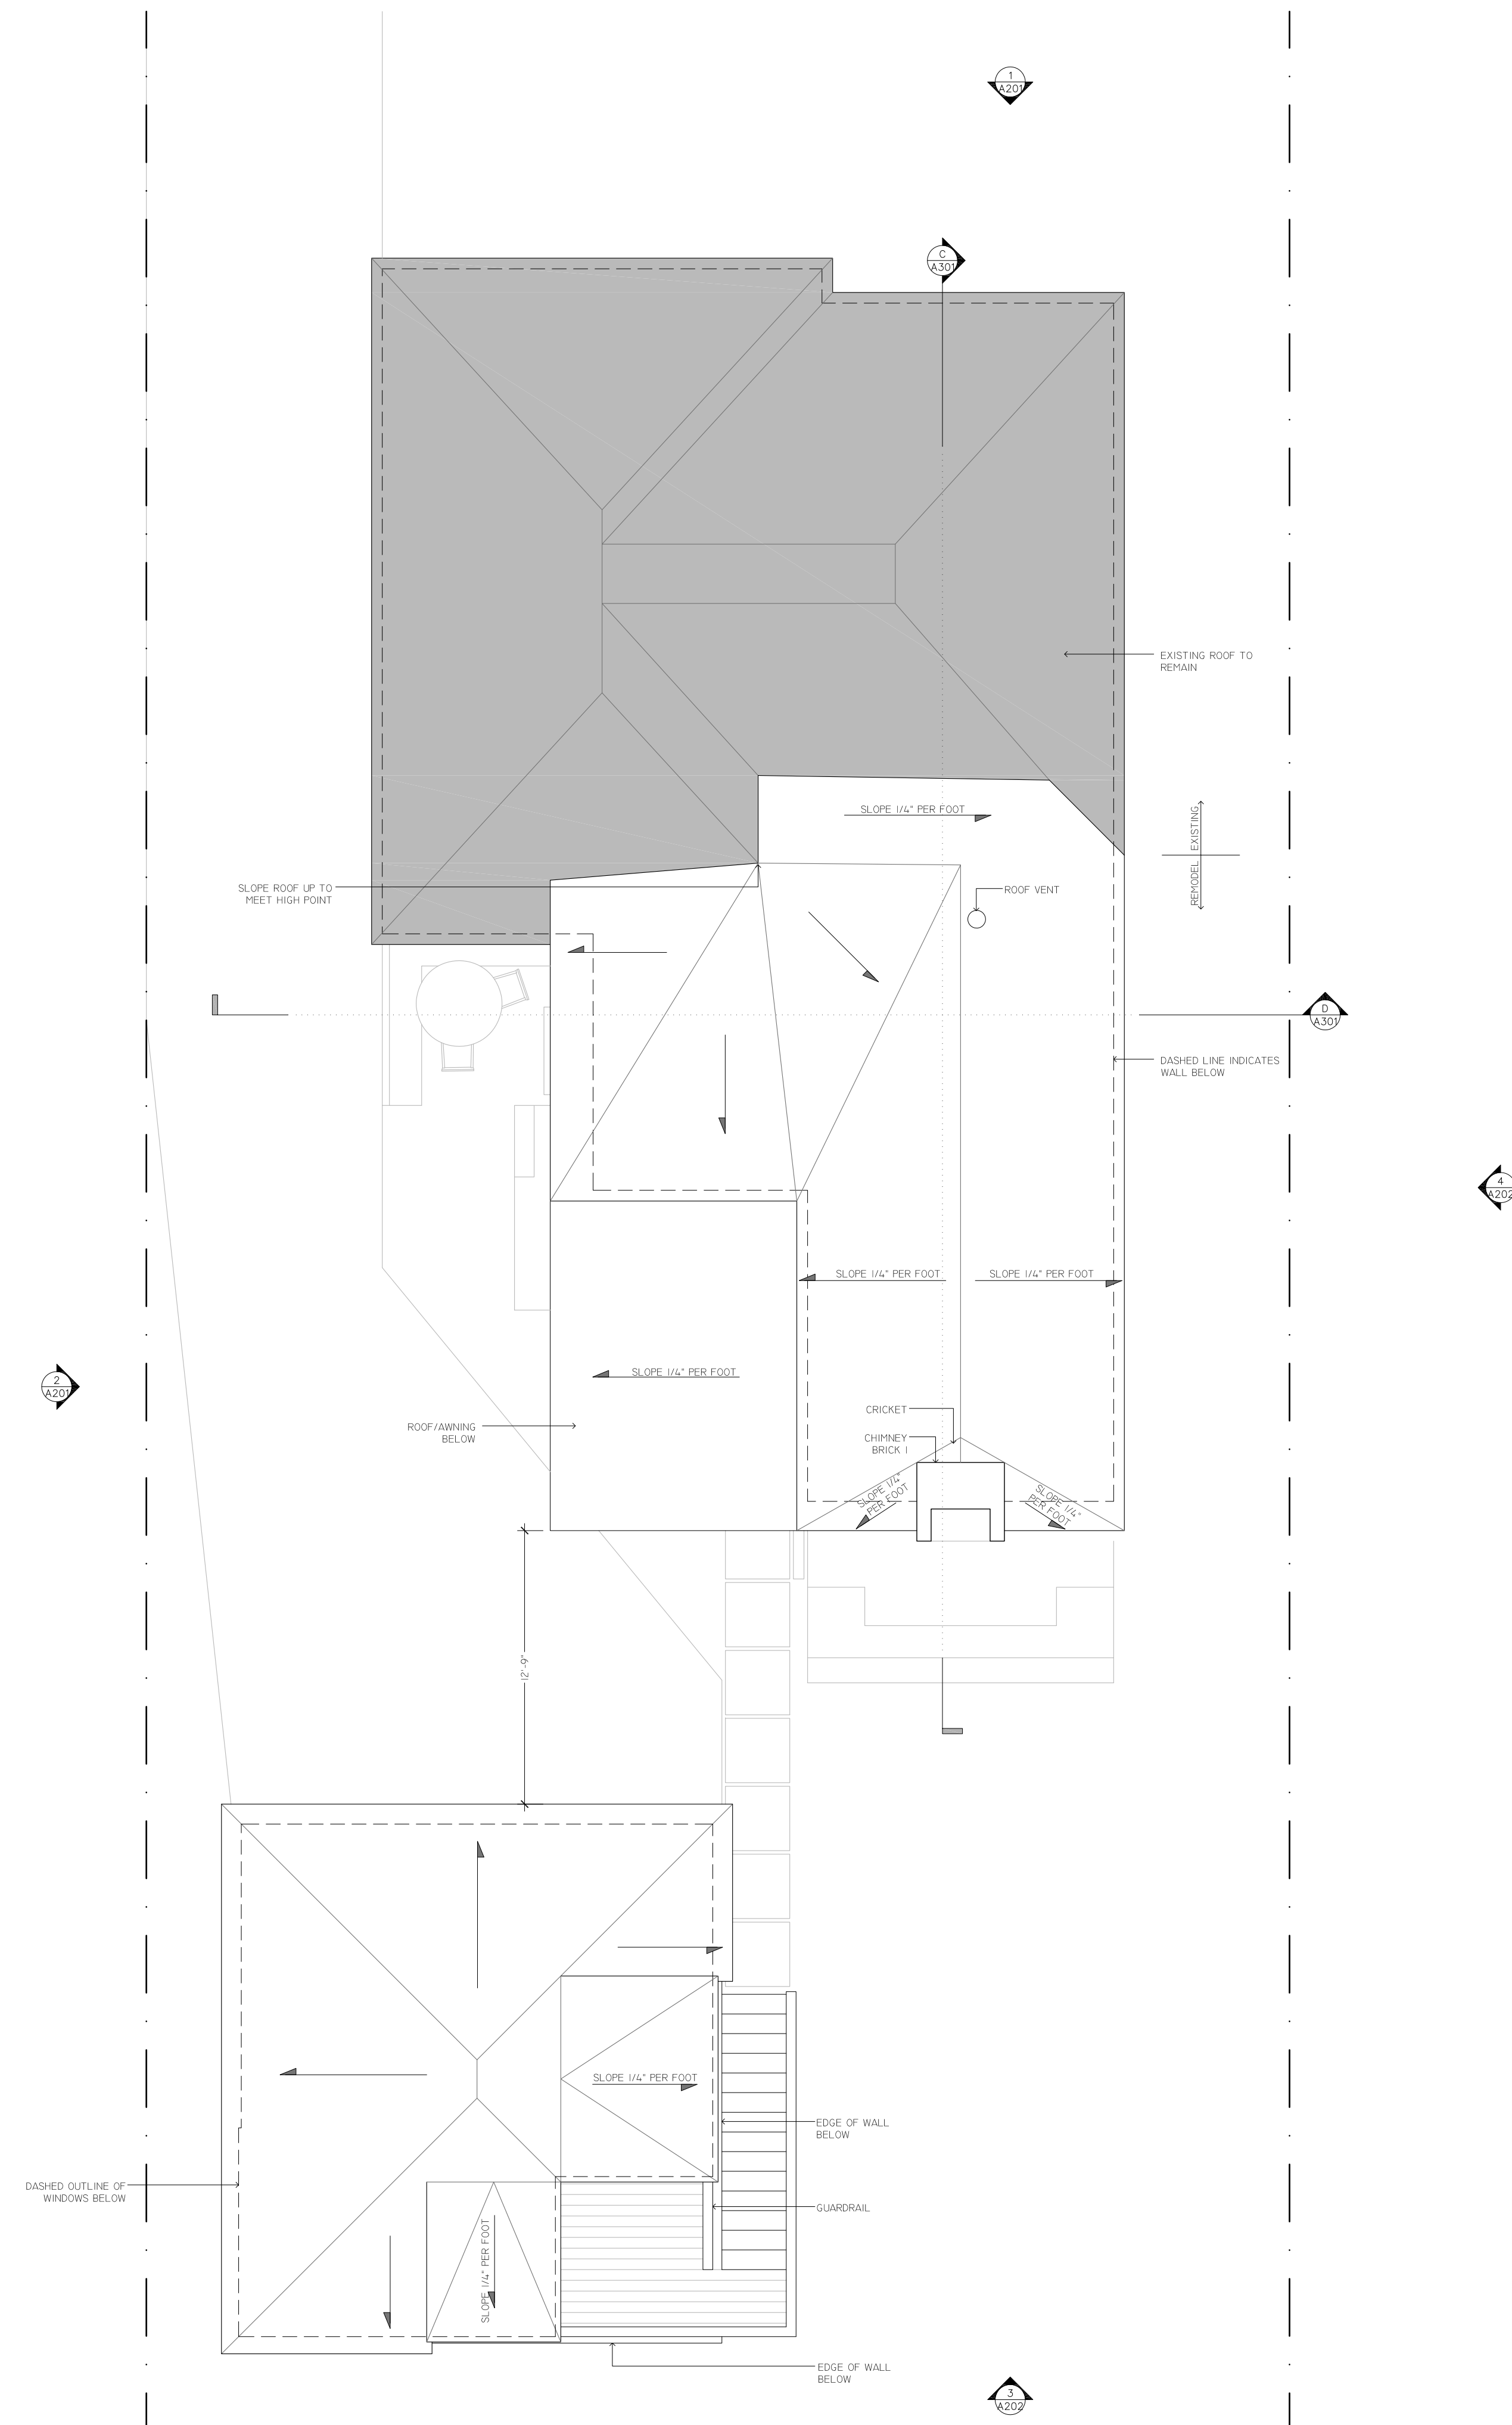 1
A201
C
A301
EXISTING ROOF TO
REMAIN
SLOPE 1/4" PER FOOT
REMODEL EXISTING
SLOPE ROOF UP TO
MEET HIGH POINT
ROOF VENT
D
A301
DASHED LINE INDICATES
WALL BELOW
4
A202
SLOPE 1/4" PER FOOT
SLOPE 1/4" PER FOOT
SLOPE 1/4" PER FOOT
2
A201
CRICKET
ROOF/AWNING
BELOW
CHIMNEY
BRICK 1
SLOPE 1/4"
PER FOOT
SLOPE 1/4"
PER FOOT
12'-9"
SLOPE 1/4" PER FOOT
EDGE OF WALL
BELOW
DASHED OUTLINE OF
WINDOWS BELOW
GUARDRAIL
SLOPE 1/4" PER FOOT
EDGE OF WALL
BELOW
3
A202